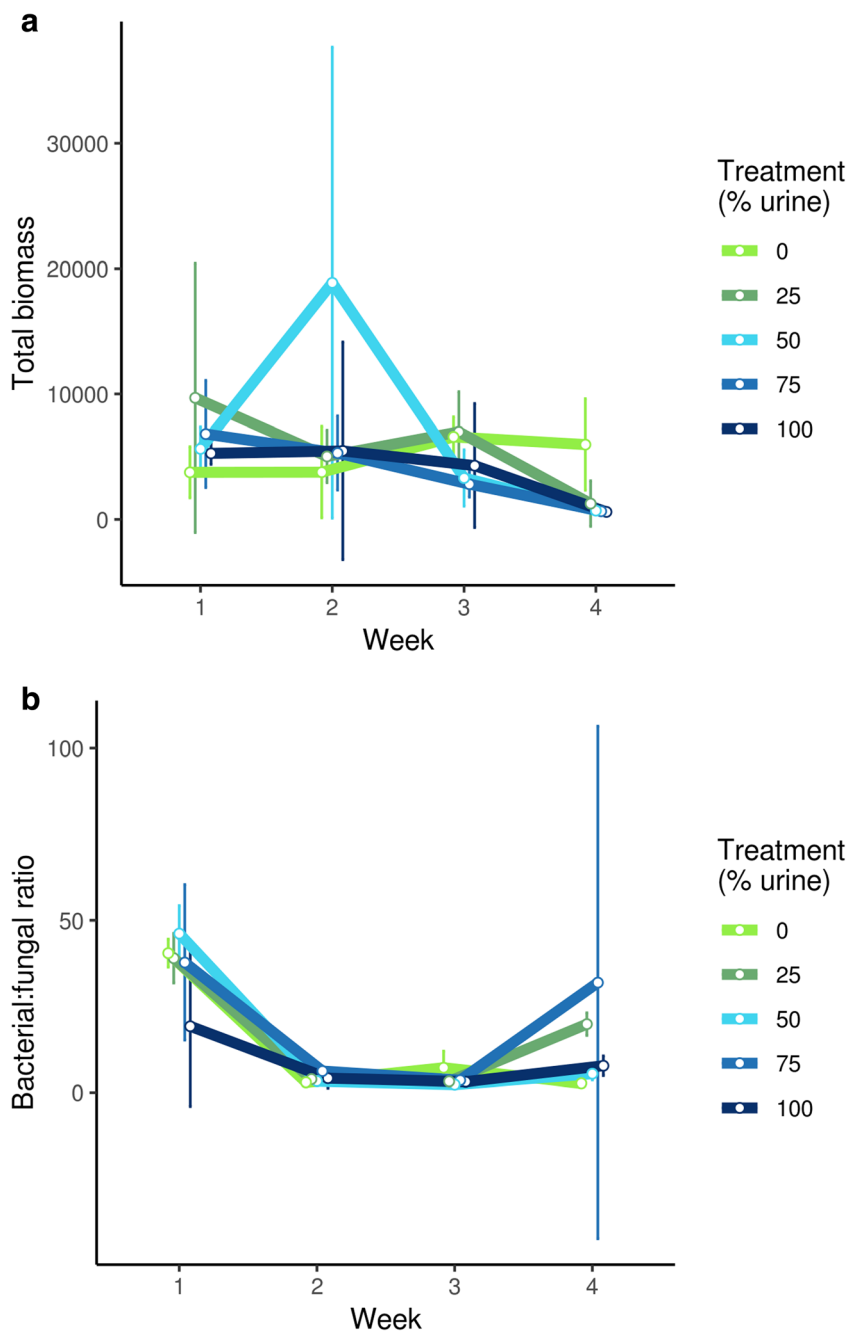 a
Total biomass
30000
20000
10000
0
1 2 3 4
Week
Treatment
(% urine)
0
25
50
75
100
b
Bacterial:fungal ratio
100
50
0
1 2 3 4
Week
Treatment
(% urine)
0
25
50
75
100